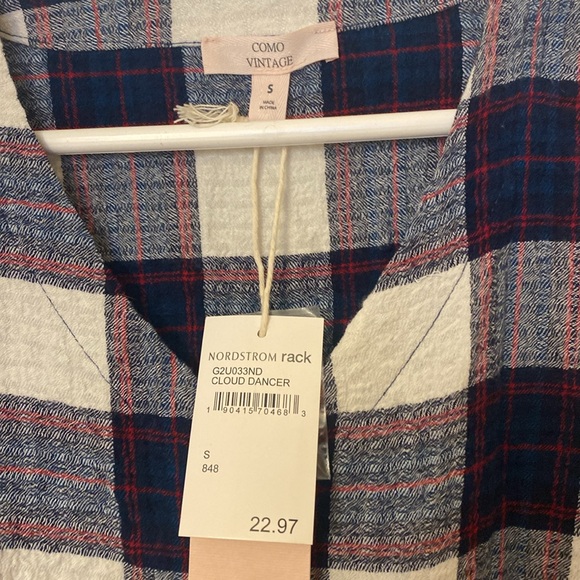 COMO
VINTAGE
S
MADE
IN CHINA
NORDSTROM rack
G2U033ND
CLOUD DANCER
1 90415 70468 3
S
848
22.97